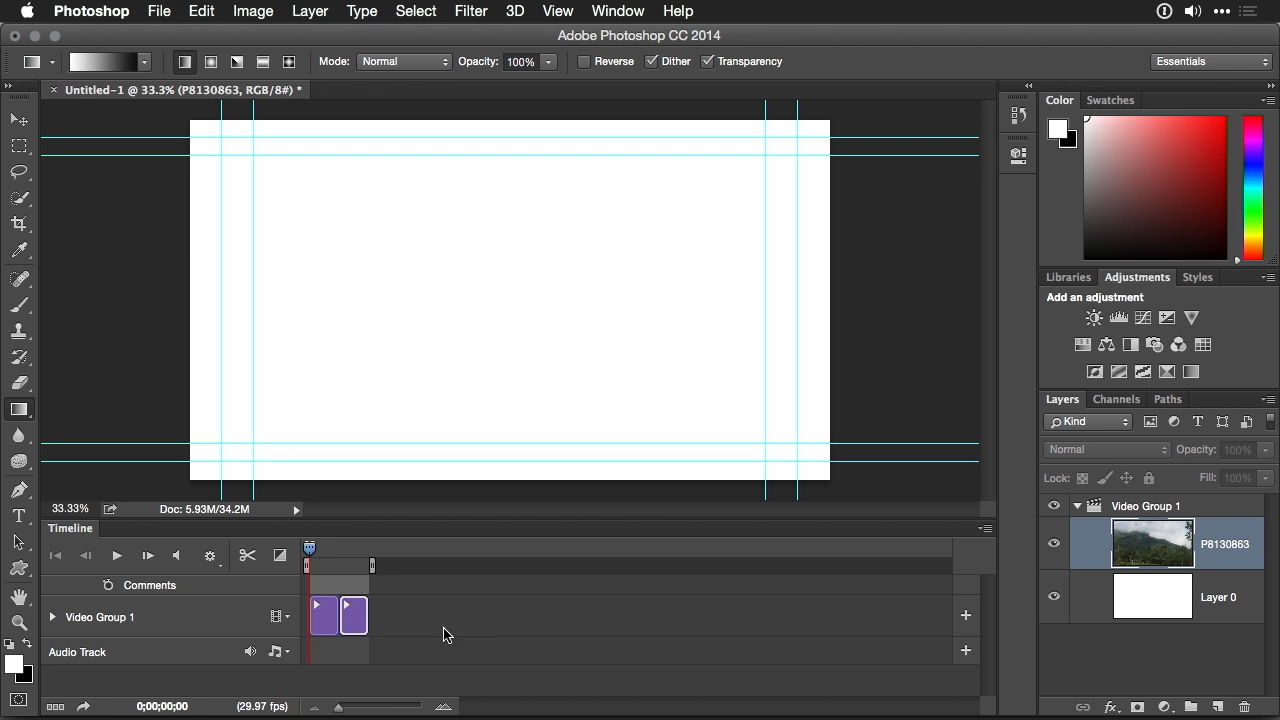 Photoshop File Edit Image Layer Type Select Filter 3D View Window Help
Adobe Photoshop CC 2014
Mode: Normal Opacity: 100% Reverse Dither Transparency Essentials
× Untitled-1 @ 33.3% (P8130863, RGB/8#) *
Color Swatches
Libraries Adjustments Styles
Add an adjustment
Layers Channels Paths
Kind
Normal Opacity: 100%
Lock: Fill: 100%
Video Group 1
P8130863
Layer 0
33.33% Doc: 5.93M/34.2M
Timeline
Comments
Video Group 1
Audio Track
0;00;00;00 (29.97 fps)